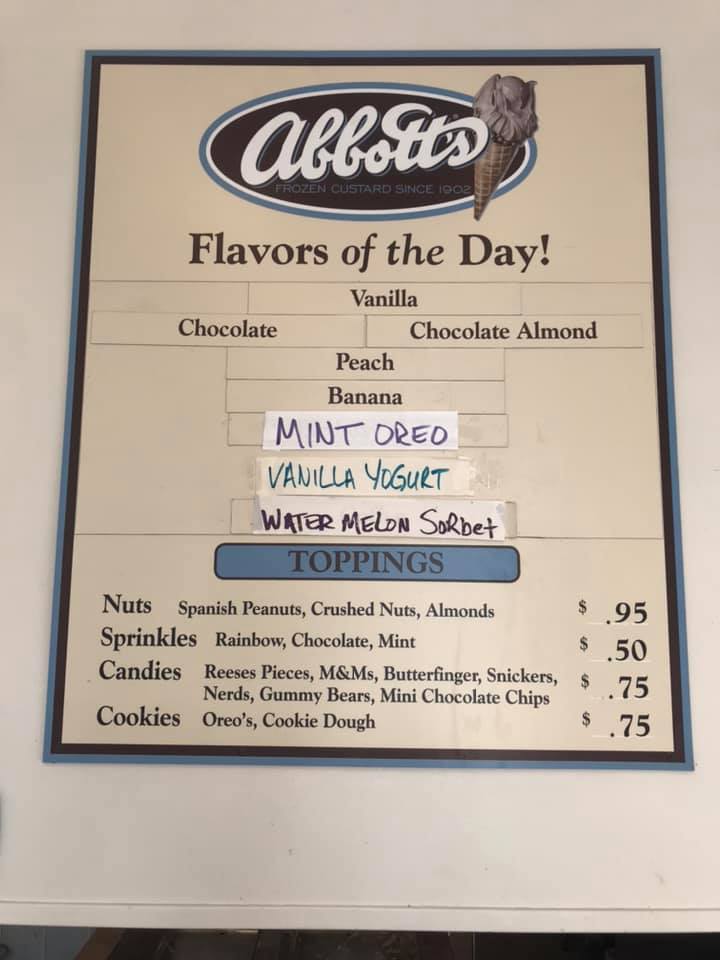 Abbott's
FROZEN CUSTARD SINCE 1902
Flavors of the Day!
Vanilla
Chocolate Chocolate Almond
Peach
Banana
MINT OREO
VANILLA YOGURT
WATER MELON SORbet
TOPPINGS
Nuts Spanish Peanuts, Crushed Nuts, Almonds $ .95
Sprinkles Rainbow, Chocolate, Mint $ .50
Candies Reeses Pieces, M&Ms, Butterfinger, Snickers, $ .75
Nerds, Gummy Bears, Mini Chocolate Chips
Cookies Oreo's, Cookie Dough $ .75